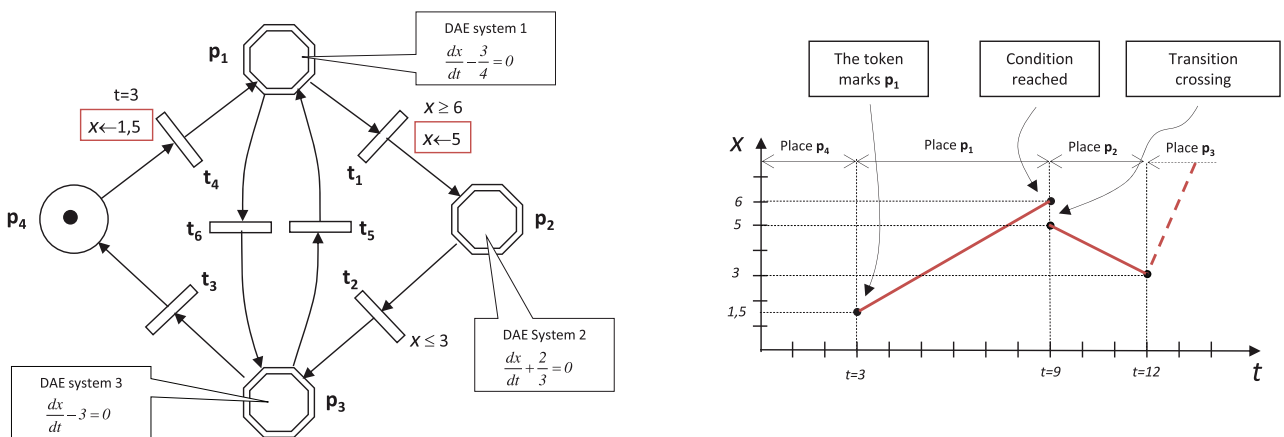 DAE system 1
dx/dt − 3/4 = 0
p1
t=3
x←1,5
t4
x ≥ 6
x←5
t1
p4
t6
t5
p2
t3
t2
x ≤ 3
DAE System 2
dx/dt + 2/3 = 0
DAE system 3
dx/dt − 3 = 0
p3
The token
marks p1
Condition
reached
Transition
crossing
x
Place p4
Place p1
Place p2
Place p3
6
5
3
1,5
t=3
t=9
t=12
t